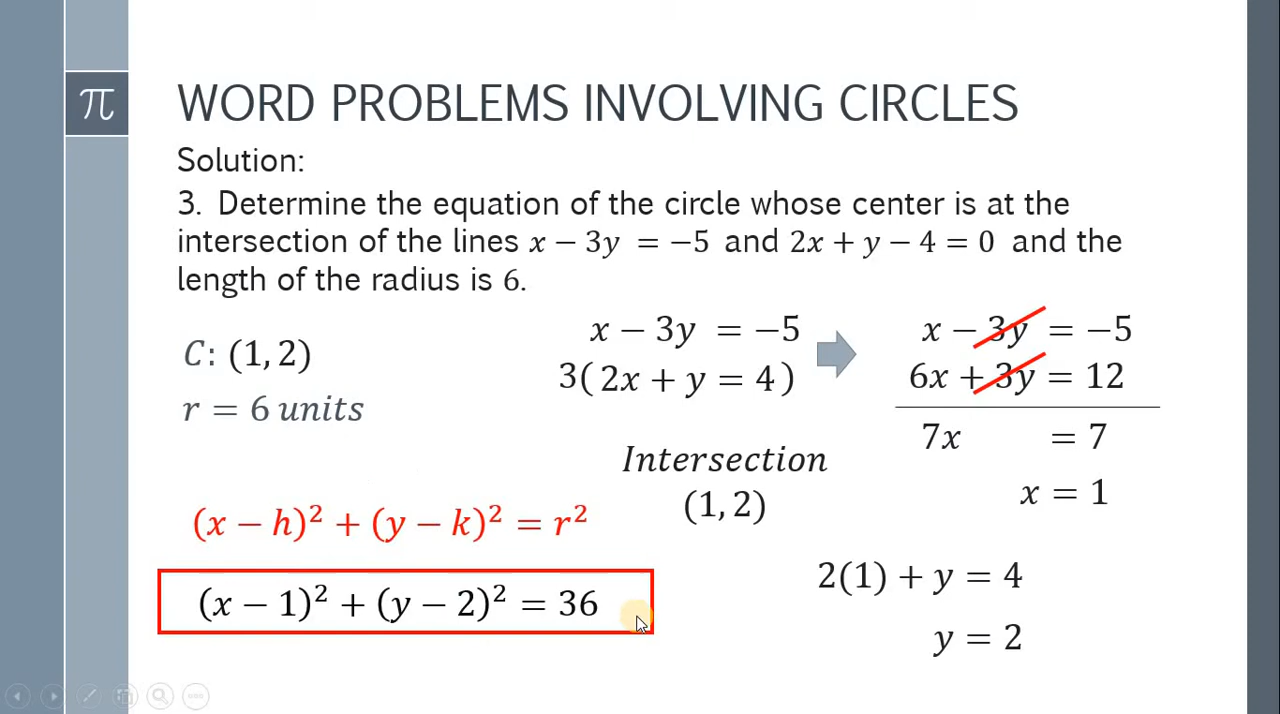 π
WORD PROBLEMS INVOLVING CIRCLES
Solution:
3. Determine the equation of the circle whose center is at the
intersection of the lines x − 3y = −5 and 2x + y − 4 = 0 and the
length of the radius is 6.
C: (1, 2)
r = 6 units
x − 3y = −5
3( 2x + y = 4 )
x − 3y = −5
6x + 3y = 12
7x = 7
x = 1
Intersection
(1, 2)
(x − h)² + (y − k)² = r²
(x − 1)² + (y − 2)² = 36
2(1) + y = 4
y = 2